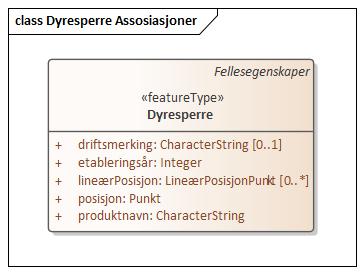 class Dyresperre Assosiasjoner
Fellesegenskaper
«featureType»
Dyresperre
+ driftsmerking: CharacterString [0..1]
+ etableringsår: Integer
+ lineærPosisjon: LineærPosisjonPunkt [0..*]
+ posisjon: Punkt
+ produktnavn: CharacterString